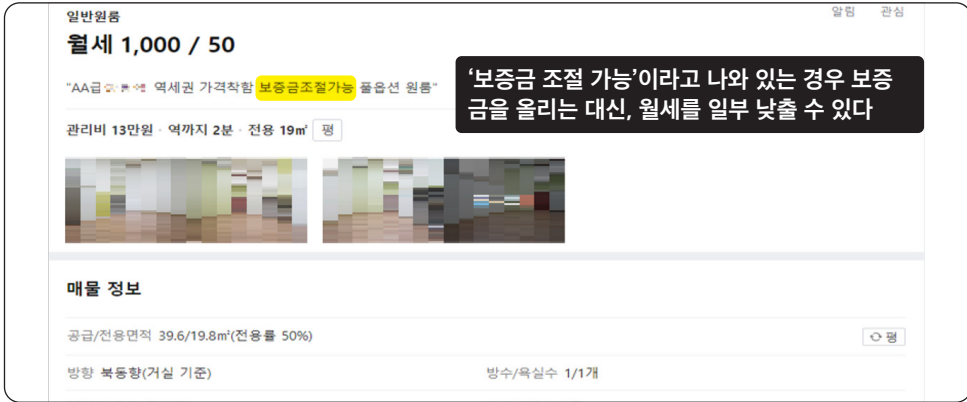 일반원룸
알림 관심
월세 1,000 / 50
"AA급 역세권 가격착함 보증금조절가능 풀옵션 원룸"
‘보증금 조절 가능’이라고 나와 있는 경우 보증
금을 올리는 대신, 월세를 일부 낮출 수 있다
관리비 13만원 · 역까지 2분 · 전용 19㎡ 평
매물 정보
공급/전용면적 39.6/19.8㎡(전용률 50%) 평
방향 북동향(거실 기준) 방수/욕실수 1/1개